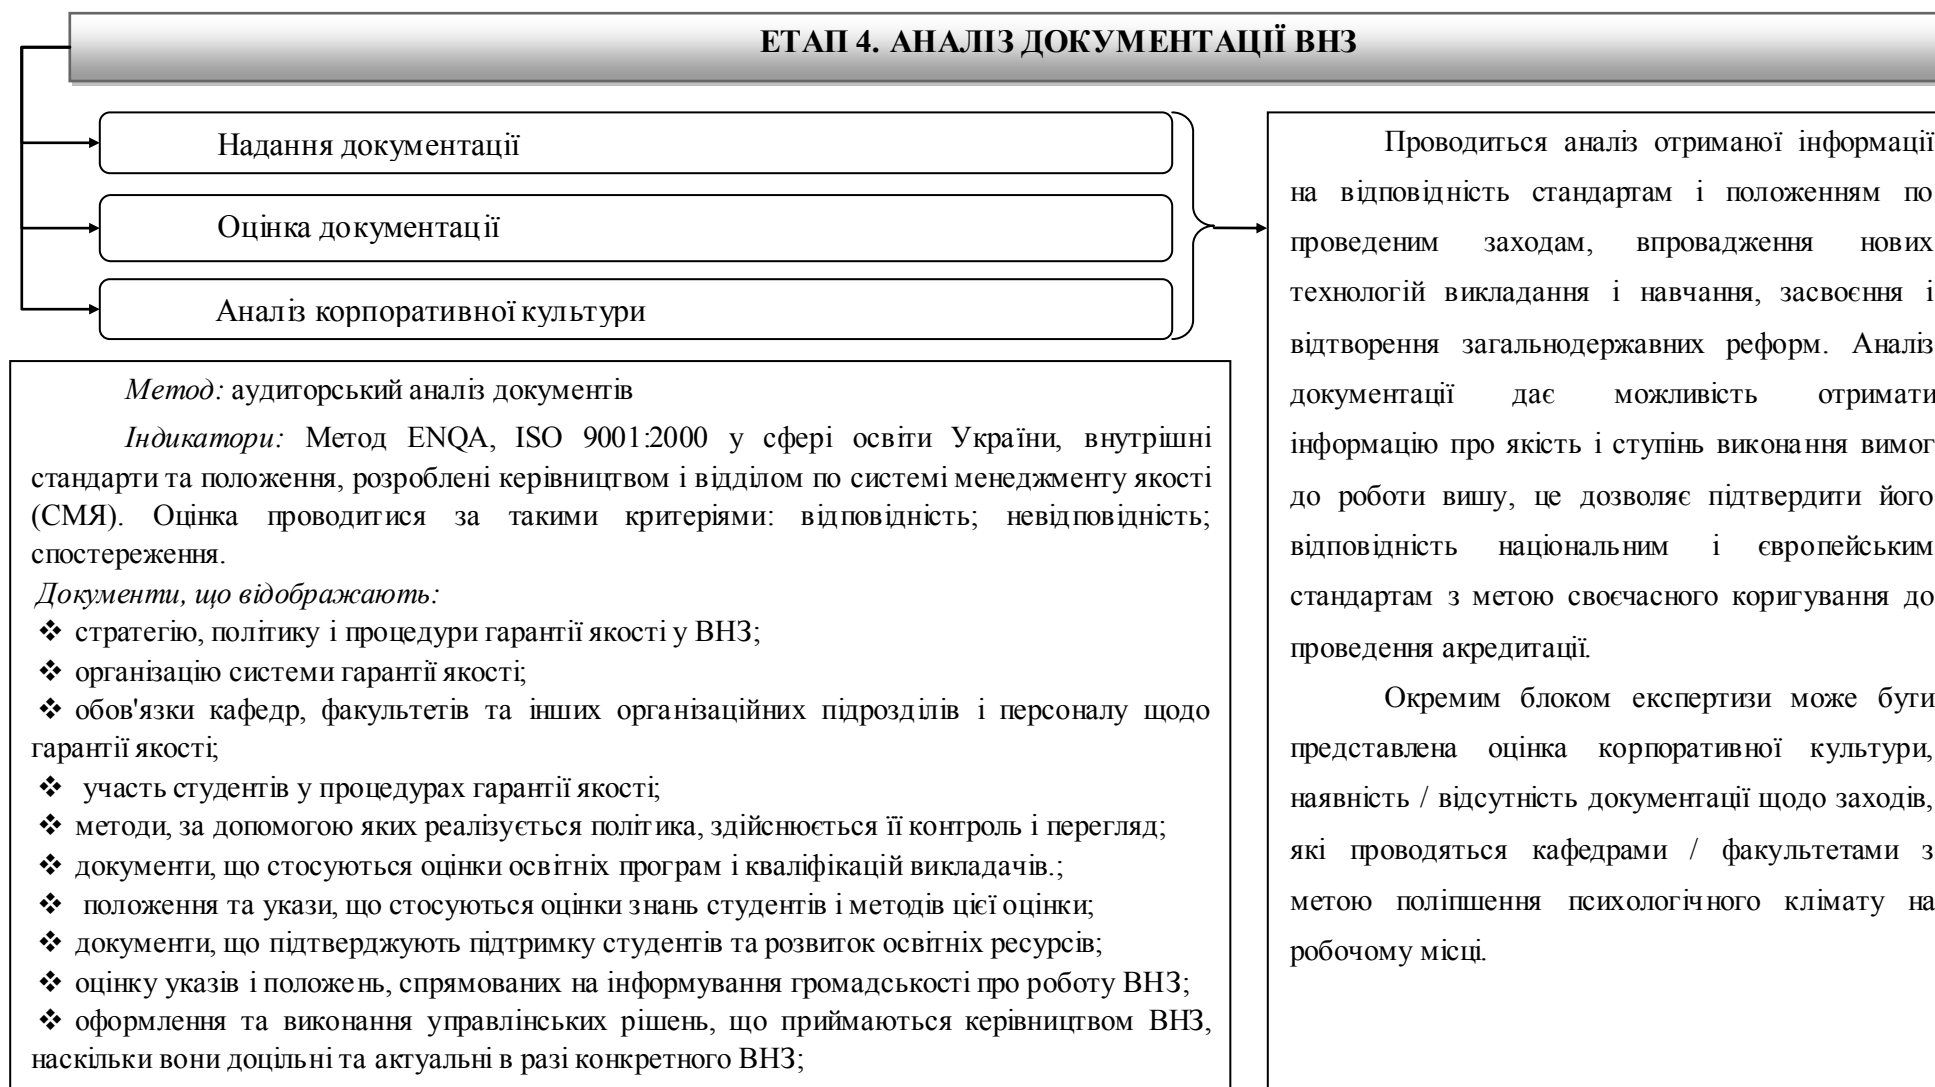 ЕТАП 4. АНАЛІЗ ДОКУМЕНТАЦІЇ ВНЗ
Надання документації
Оцінка документації
Аналіз корпоративної культури
Метод: аудиторський аналіз документів
Індикатори: Метод ENQA, ISO 9001:2000 у сфері освіти України, внутрішні
стандарти та положення, розроблені керівництвом і відділом по системі менеджменту якості
(СМЯ). Оцінка проводитися за такими критеріями: відповідність; невідповідність;
спостереження.
Документи, що відображають:
❖ стратегію, політику і процедури гарантії якості у ВНЗ;
❖ організацію системи гарантії якості;
❖ обов'язки кафедр, факультетів та інших організаційних підрозділів і персоналу щодо
гарантії якості;
❖ участь студентів у процедурах гарантії якості;
❖ методи, за допомогою яких реалізується політика, здійснюється її контроль і перегляд;
❖ документи, що стосуються оцінки освітніх програм і кваліфікацій викладачів.;
❖ положення та укази, що стосуються оцінки знань студентів і методів цієї оцінки;
❖ документи, що підтверджують підтримку студентів та розвиток освітніх ресурсів;
❖ оцінку указів і положень, спрямованих на інформування громадськості про роботу ВНЗ;
❖ оформлення та виконання управлінських рішень, що приймаються керівництвом ВНЗ,
наскільки вони доцільні та актуальні в разі конкретного ВНЗ;
Проводиться аналіз отриманої інформації
на відповідність стандартам і положенням по
проведеним заходам, впровадження нових
технологій викладання і навчання, засвоєння і
відтворення загальнодержавних реформ. Аналіз
документації дає можливість отримати
інформацію про якість і ступінь виконання вимог
до роботи вишу, це дозволяє підтвердити його
відповідність національним і європейським
стандартам з метою своєчасного коригування до
проведення акредитації.
Окремим блоком експертизи може бути
представлена оцінка корпоративної культури,
наявність / відсутність документації щодо заходів,
які проводяться кафедрами / факультетами з
метою поліпшення психологічного клімату на
робочому місці.